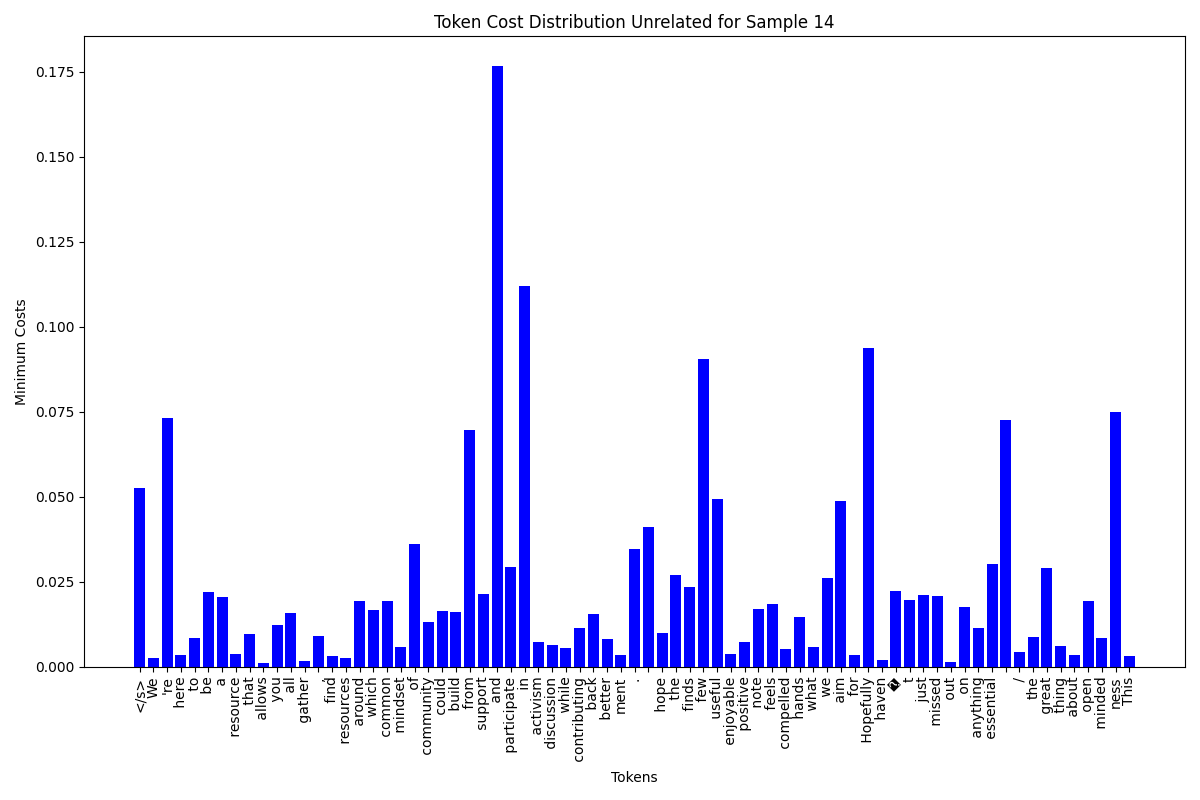 Token Cost Distribution Unrelated for Sample 14
Minimum Costs
0.175
0.150
0.125
0.100
0.075
0.050
0.025
0.000
</s>
We
're
here
to
be
a
resource
that
allows
you
all
gather
find
resources
around
which
common
mindset
of
community
could
build
from
support
and
participate
in
activism
discussion
while
contributing
back
better
ment
.
hope
the
finds
few
useful
enjoyable
positive
note
feels
compelled
hands
what
we
aim
for
Hopefully
haven
�
t
just
missed
out
on
anything
essential
/
the
great
thing
about
open
minded
ness
This
Tokens